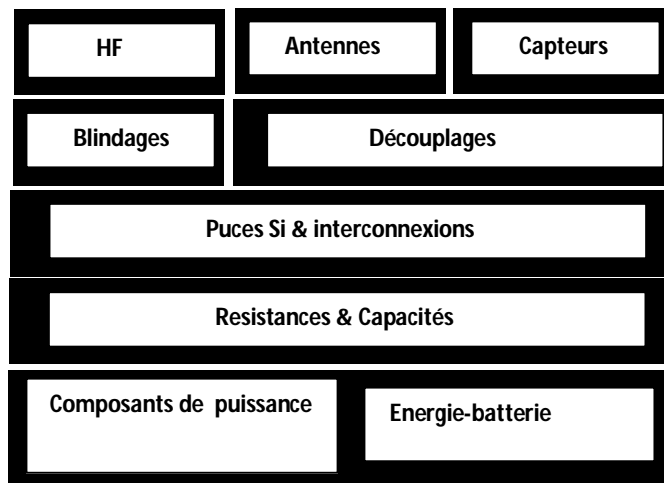 HF
Antennes
Capteurs
Blindages
Découplages
Puces Si & interconnexions
Resistances & Capacités
Composants de puissance
Energie-batterie